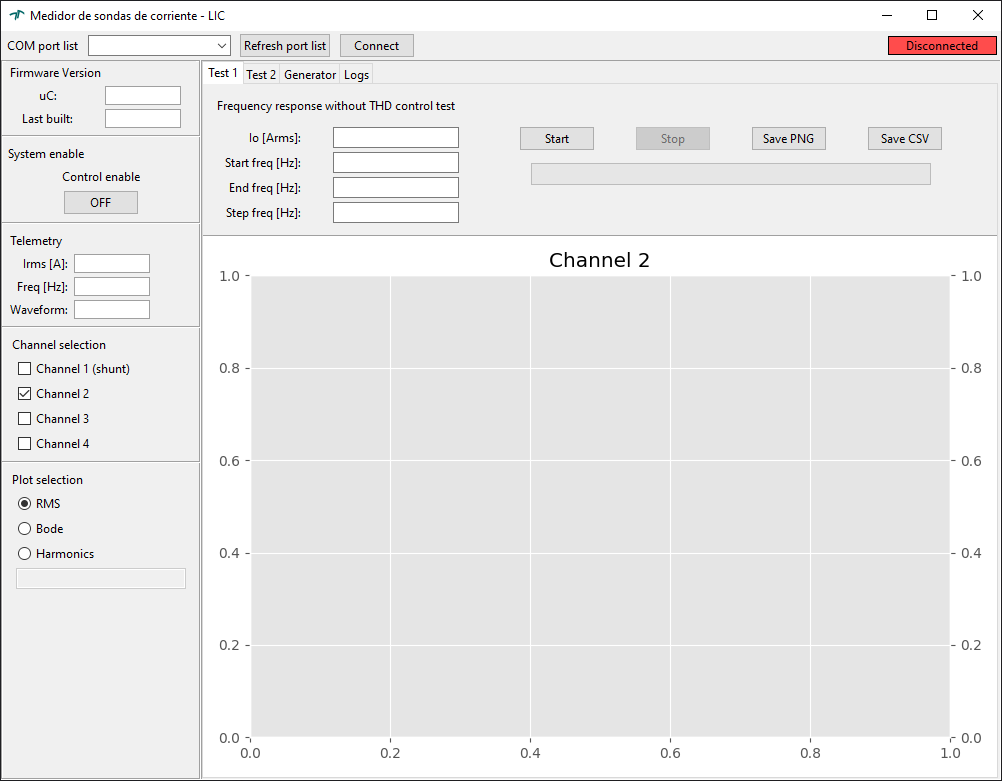 Medidor de sondas de corriente - LIC
COM port list Refresh port list Connect Disconnected
Firmware Version
uC:
Last built:
System enable
Control enable
OFF
Telemetry
Irms [A]:
Freq [Hz]:
Waveform:
Channel selection
Channel 1 (shunt)
Channel 2
Channel 3
Channel 4
Plot selection
RMS
Bode
Harmonics
Test 1 Test 2 Generator Logs
Frequency response without THD control test
Io [Arms]: Start Stop Save PNG Save CSV
Start freq [Hz]:
End freq [Hz]:
Step freq [Hz]:
Channel 2
1.0 1.0
0.8 0.8
0.6 0.6
0.4 0.4
0.2 0.2
0.0 0.0
0.0 0.2 0.4 0.6 0.8 1.0